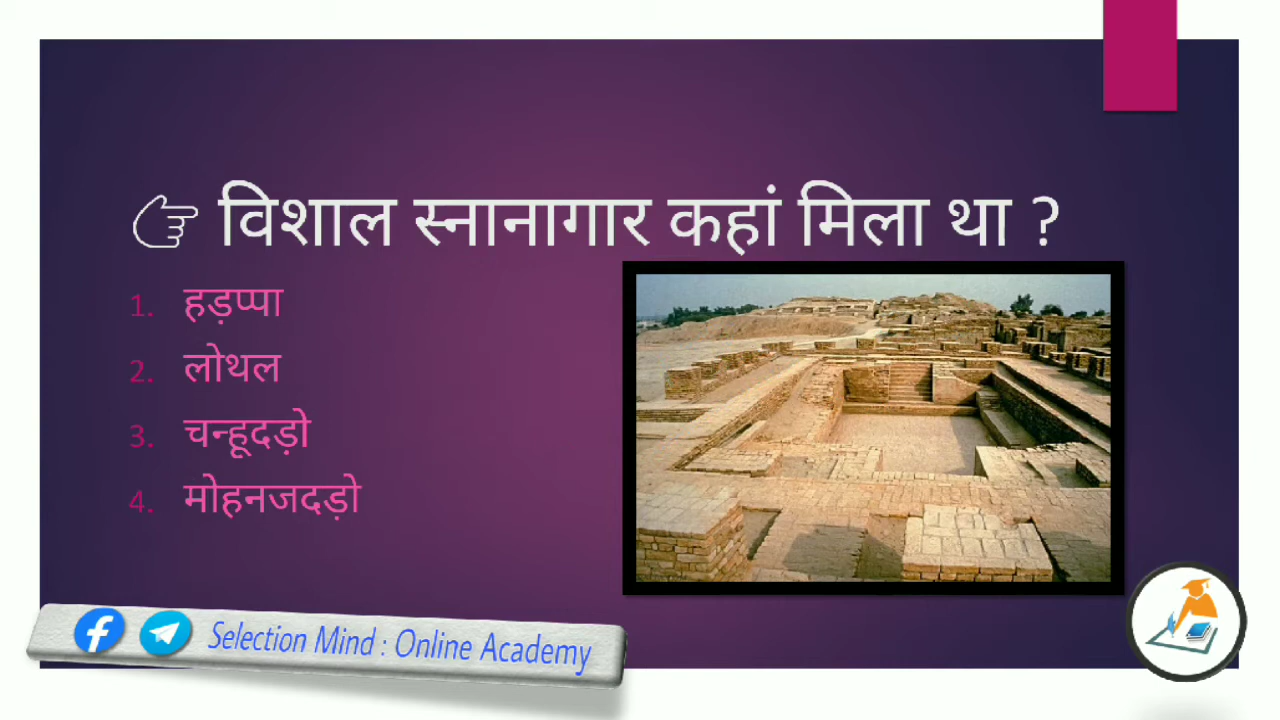 👉 विशाल स्नानागार कहां मिला था ?
1. हड़प्पा
2. लोथल
3. चन्हूदड़ो
4. मोहनजदड़ो
Selection Mind : Online Academy